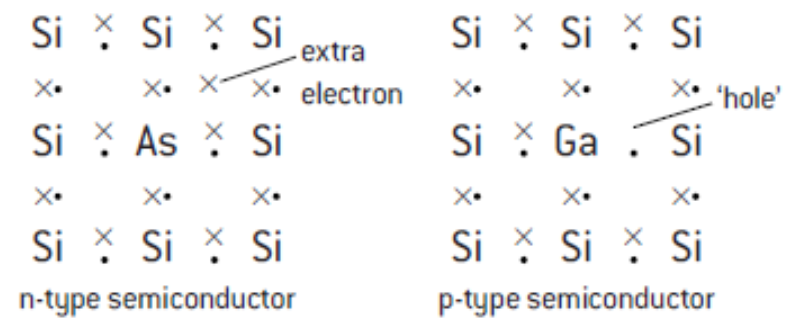 Si × • Si × • Si
extra
× • × • × × • electron
Si × • As × • Si
× • × • × •
Si × • Si × • Si
n-type semiconductor
Si × • Si × • Si
× • × • × •
'hole'
Si × • Ga • Si
× • × • × •
Si × • Si × • Si
p-type semiconductor